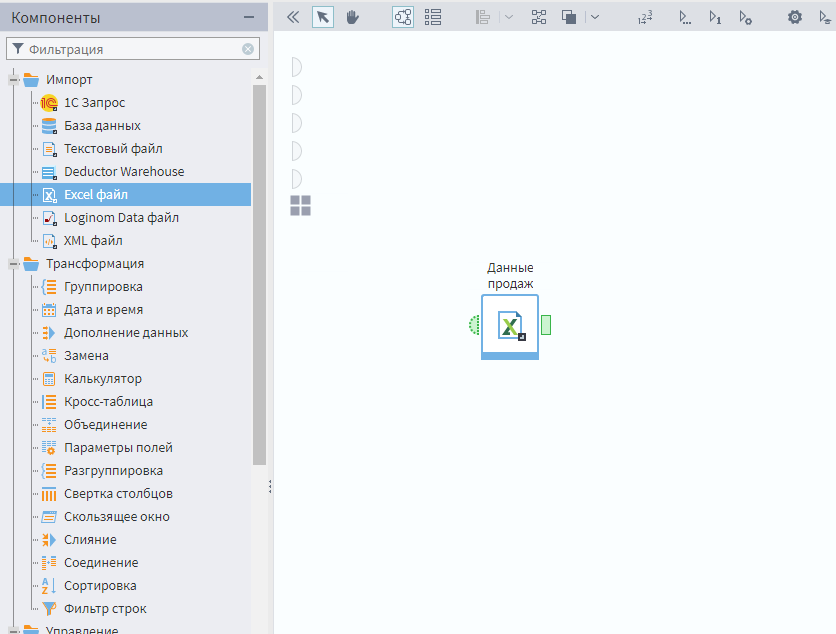 Компоненты
Фильтрация
Импорт
1С Запрос
База данных
Текстовый файл
Deductor Warehouse
Excel файл
Loginom Data файл
XML файл
Трансформация
Группировка
Дата и время
Дополнение данных
Замена
Калькулятор
Кросс-таблица
Объединение
Параметры полей
Разгруппировка
Свертка столбцов
Скользящее окно
Слияние
Соединение
Сортировка
Фильтр строк
Управление
Данные
продаж